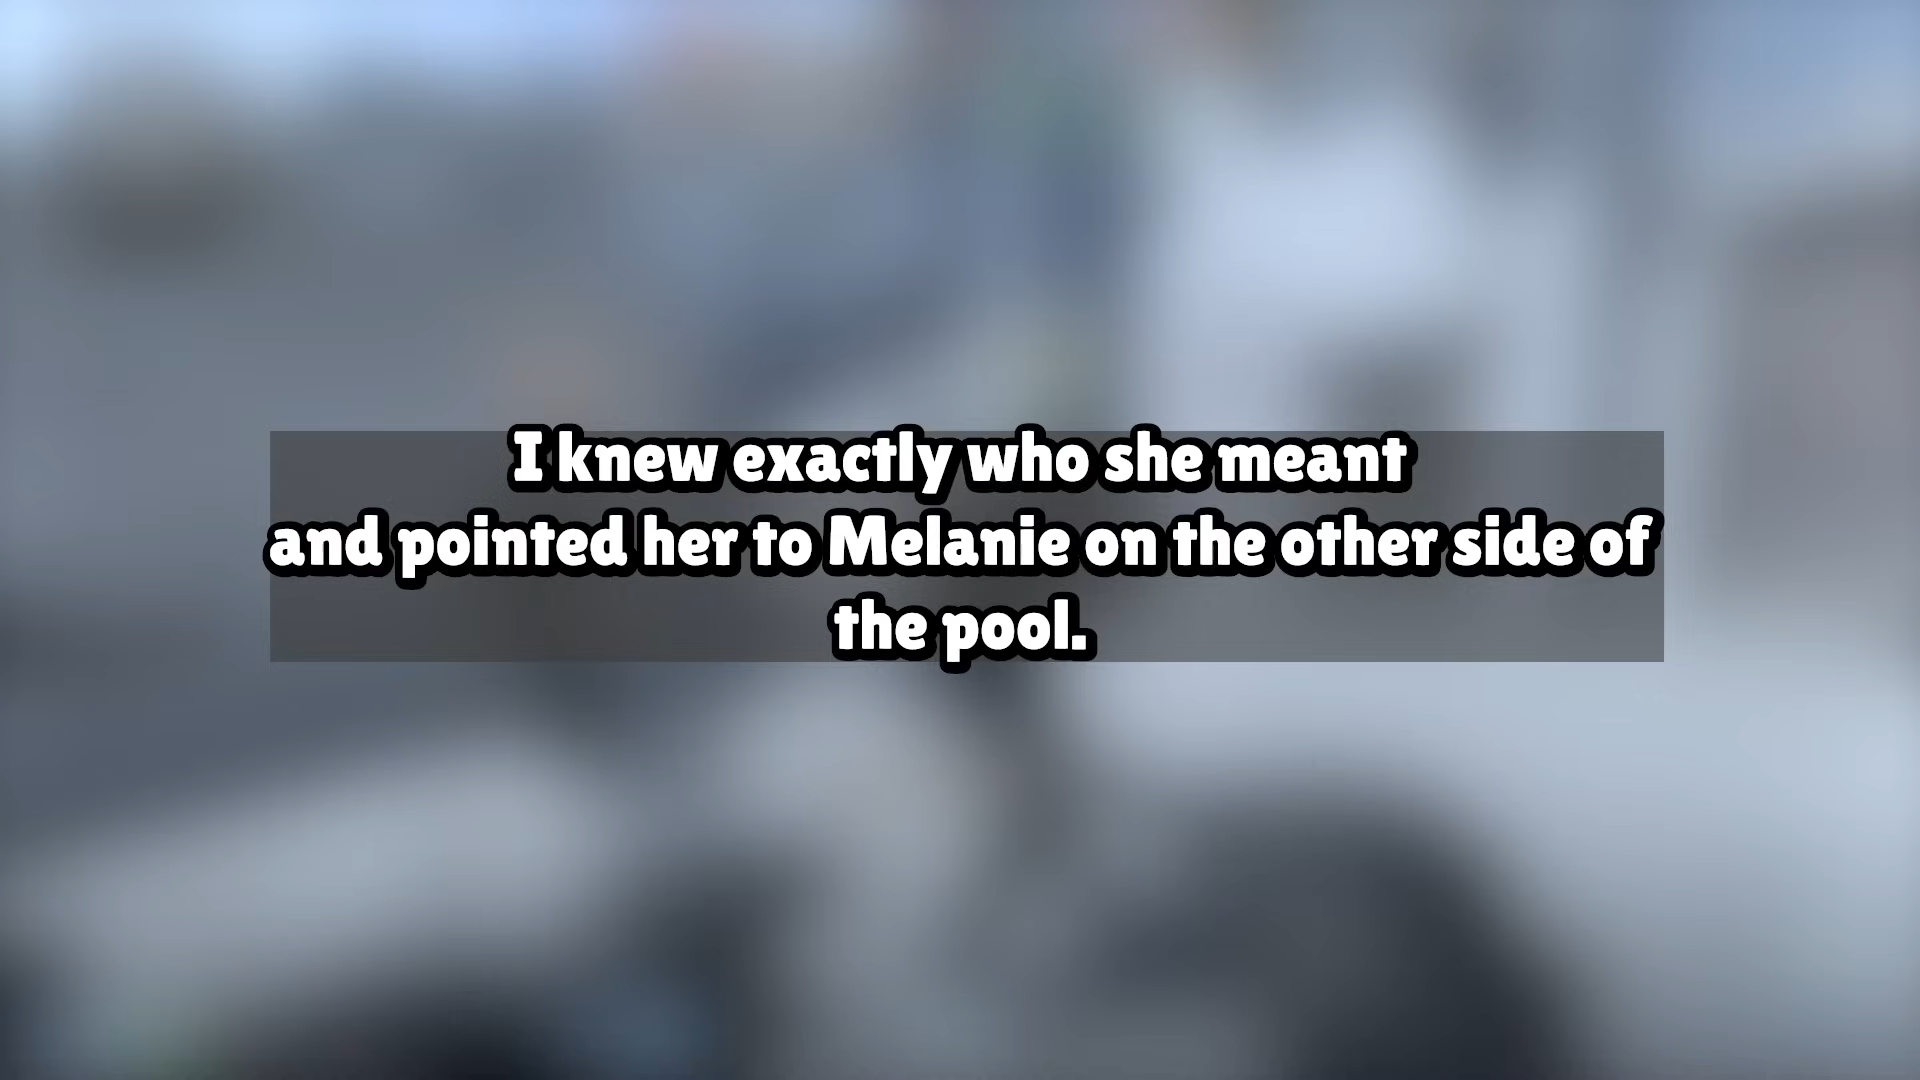 I knew exactly who she meant
and pointed her to Melanie on the other side of
the pool.